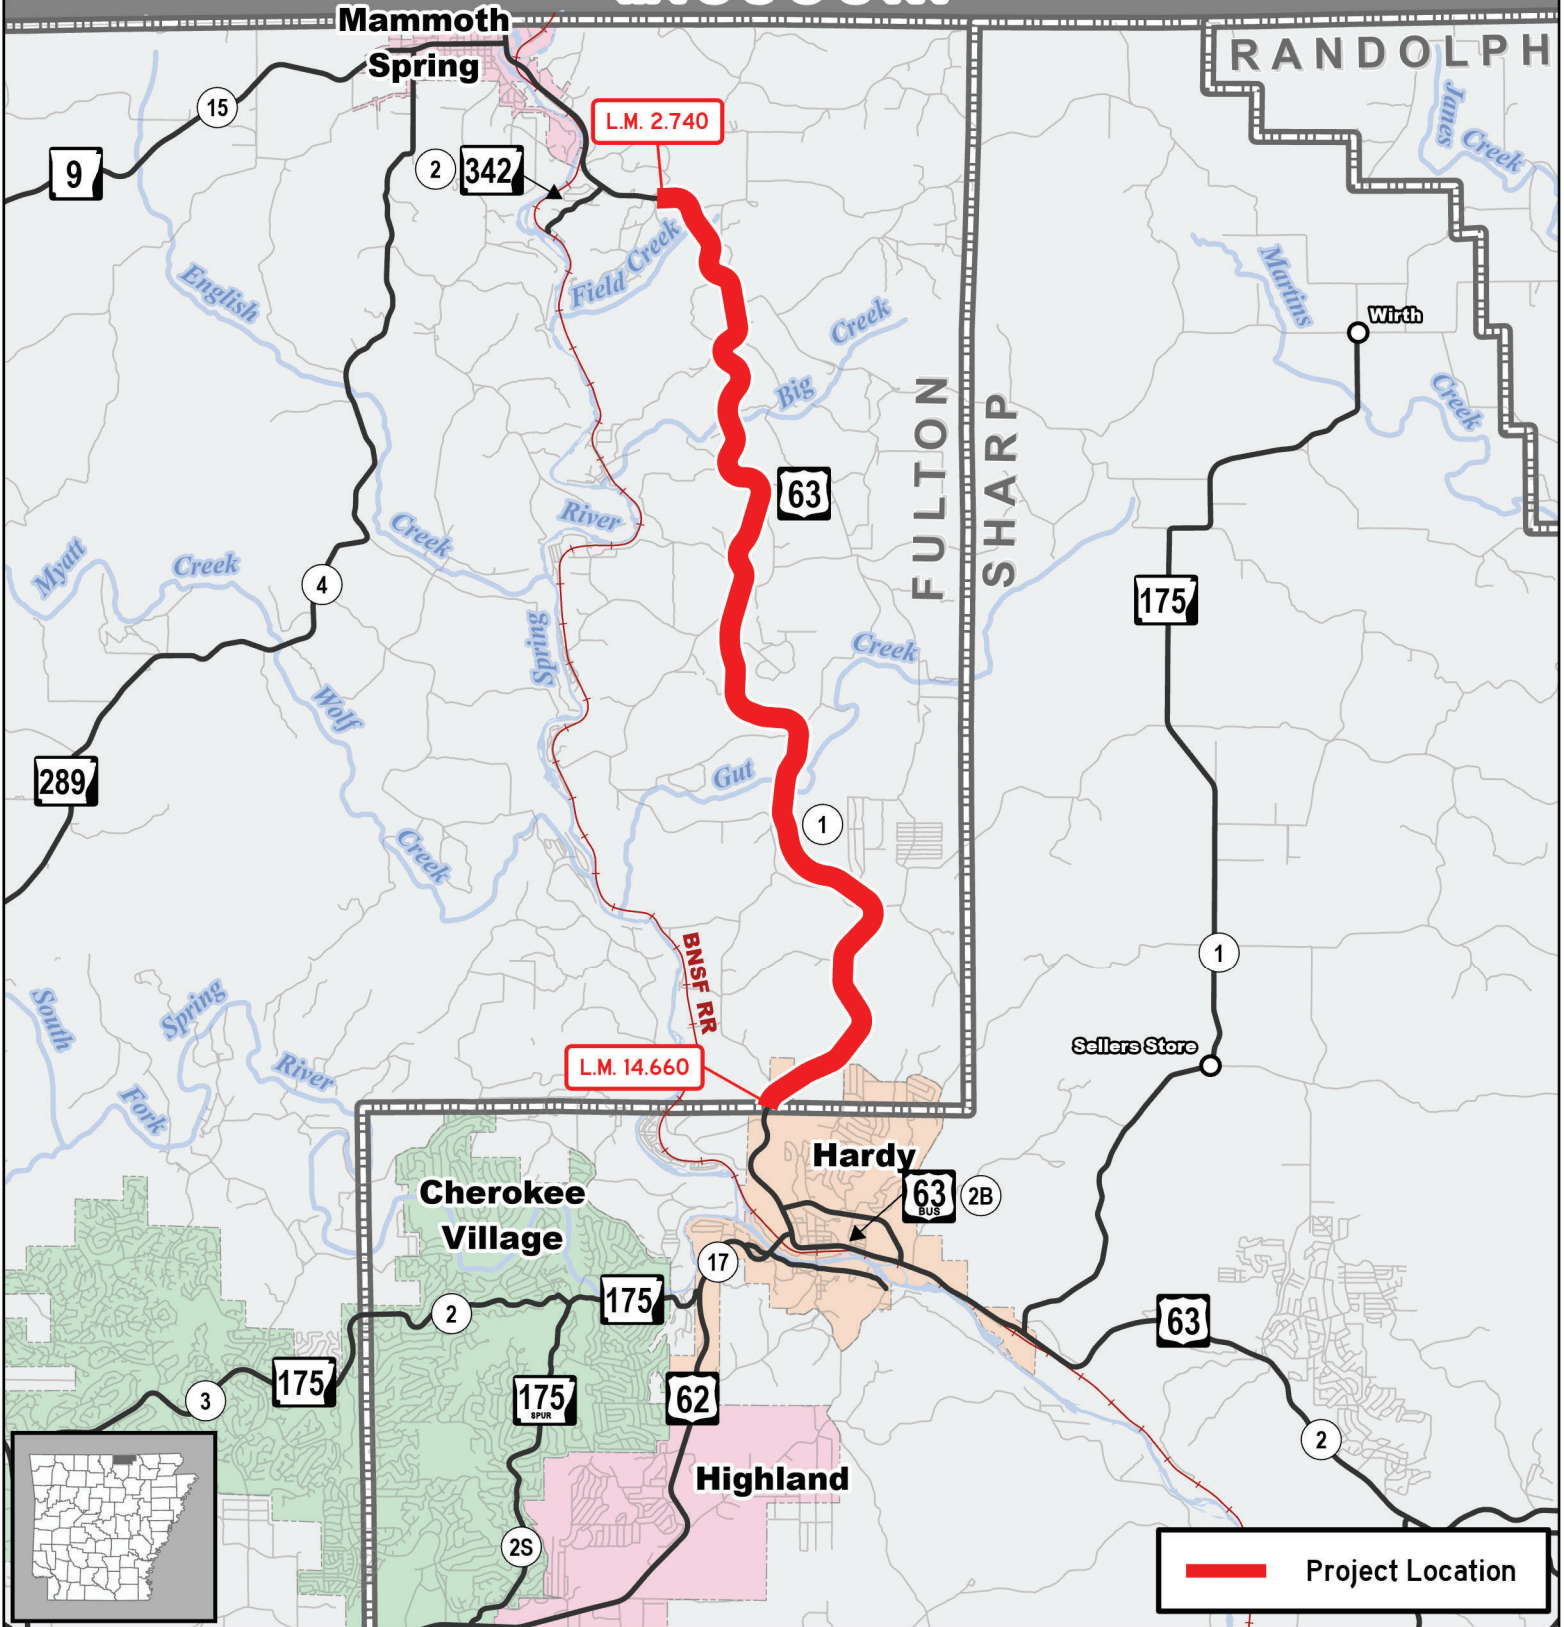 Mammoth
Spring
RANDOLPH
15
L.M. 2.740
Janes
Creek
9
2
342
Field Creek
English
Martins
Wirth
Big
Creek
Creek
FULTON
SHARP
63
River
Creek
Myatt
Creek
4
175
Spring
Creek
Wolf
289
Gut
1
Creek
BNSF RR
1
South
Spring
River
Sellers Store
L.M. 14.660
Fork
Hardy
63
BUS
2B
Cherokee
Village
17
175
2
63
175
3
175
SPUR
62
2
Highland
2S
Project Location